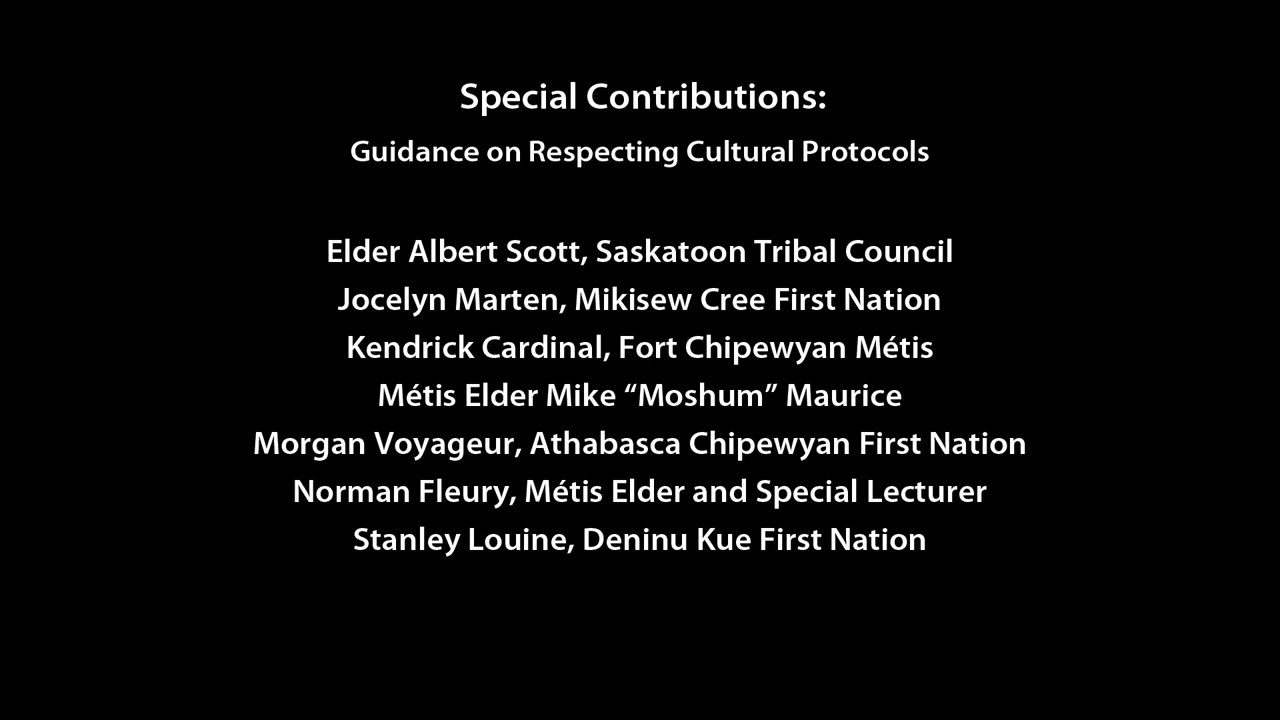 Special Contributions:
Guidance on Respecting Cultural Protocols
Elder Albert Scott, Saskatoon Tribal Council
Jocelyn Marten, Mikisew Cree First Nation
Kendrick Cardinal, Fort Chipewyan Métis
Métis Elder Mike “Moshum” Maurice
Morgan Voyageur, Athabasca Chipewyan First Nation
Norman Fleury, Métis Elder and Special Lecturer
Stanley Louine, Deninu Kue First Nation